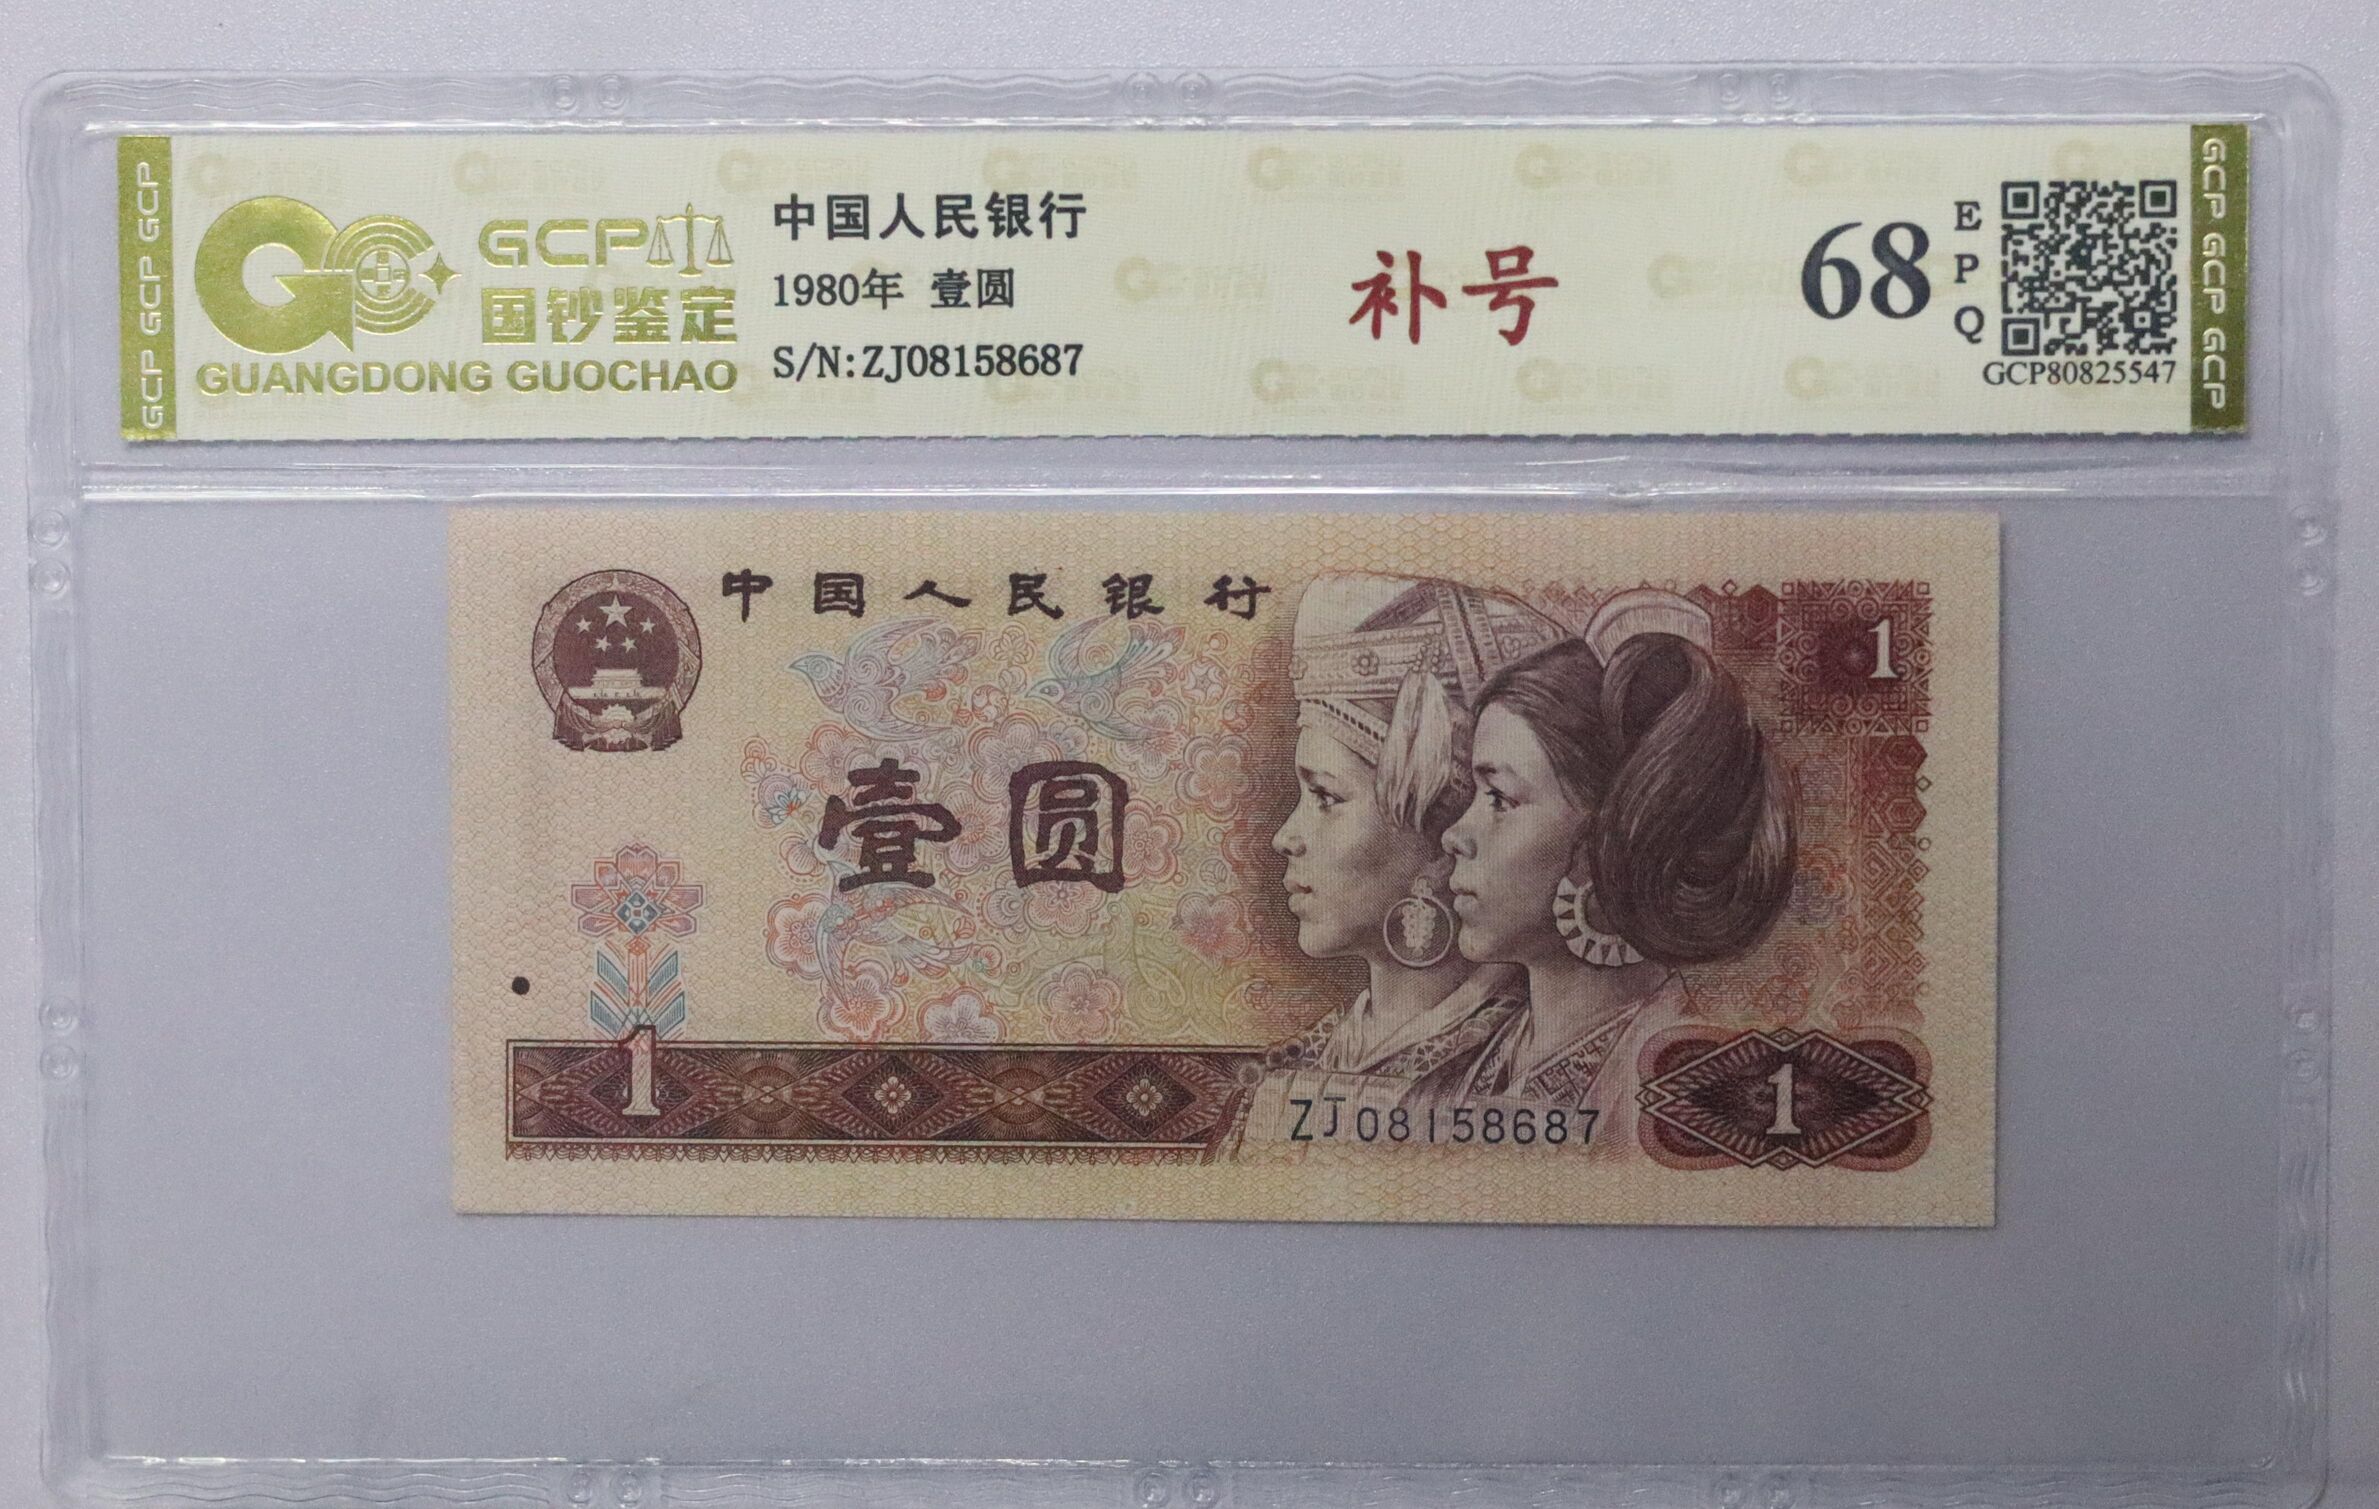 GCP GCP GCP
GCP
国钞鉴定
GUANGDONG GUOCHAO
中国人民银行
1980年 壹圆
S/N:ZJ08158687
补号
68
EPQ
GCP80825547
GCP GCP GCP
中国人民银行
1
壹圆
1
ZJ08158687
1